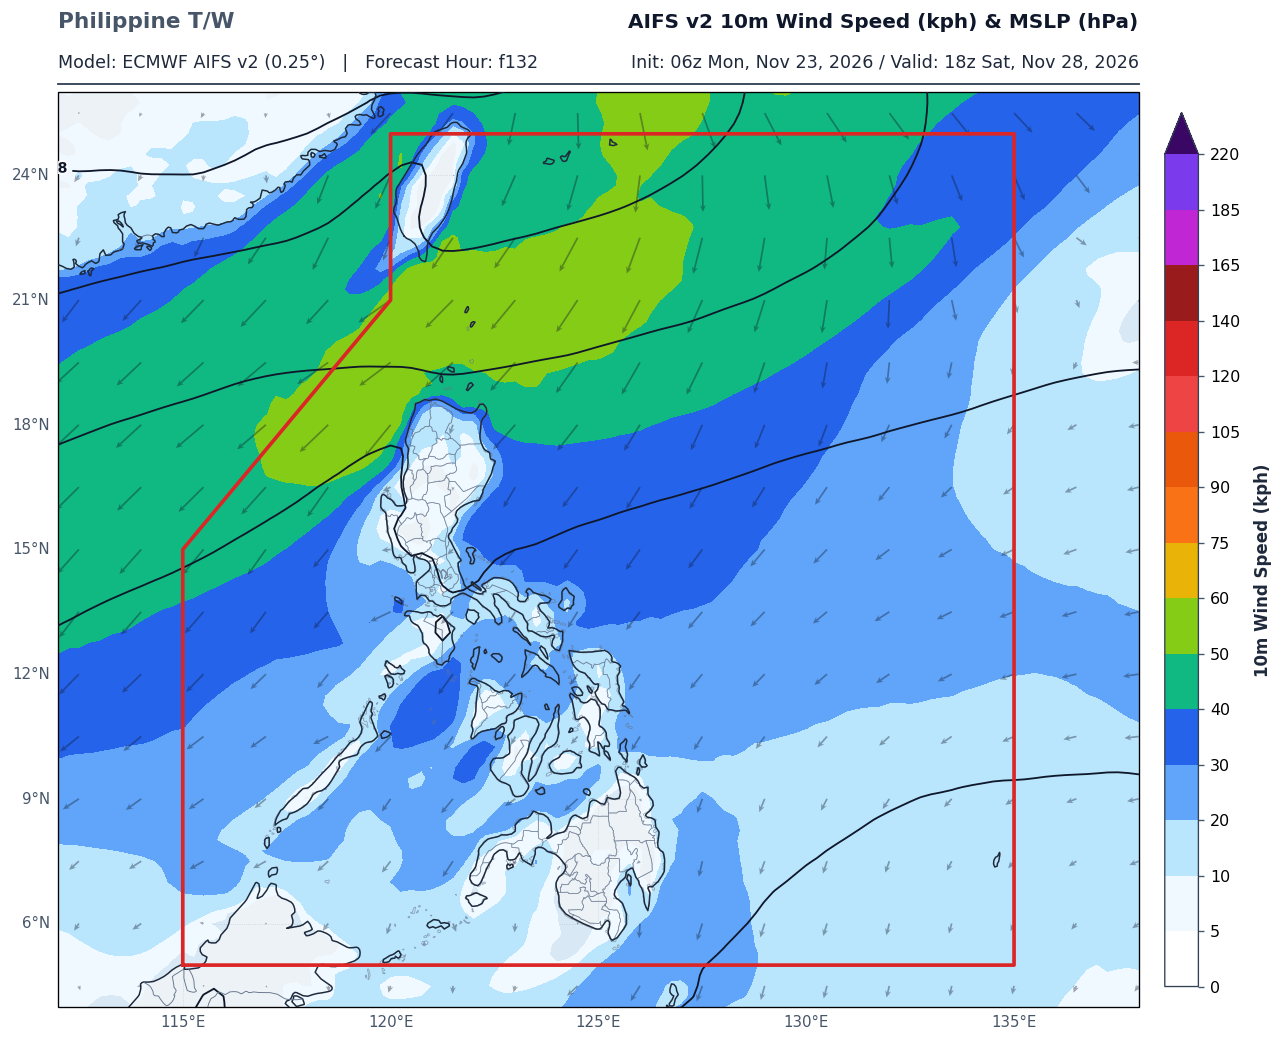 Philippine T/W
AIFS v2 10m Wind Speed (kph) & MSLP (hPa)
Model: ECMWF AIFS v2 (0.25°) | Forecast Hour: f132
Init: 06z Mon, Nov 23, 2026 / Valid: 18z Sat, Nov 28, 2026
8
24°N
21°N
18°N
15°N
12°N
9°N
6°N
115°E
120°E
125°E
130°E
135°E
220
185
165
140
120
105
90
75
60
50
40
30
20
10
5
0
10m Wind Speed (kph)